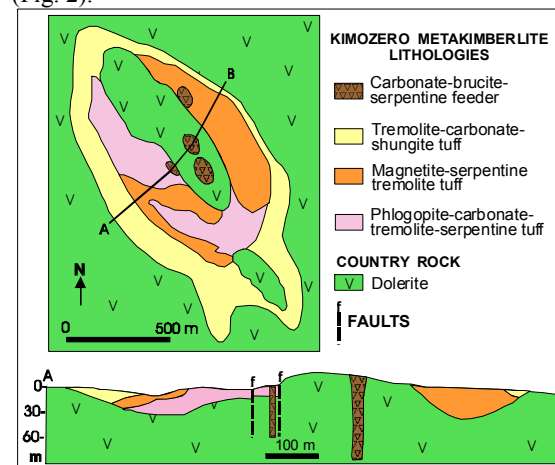 (Fig. 2).
KIMOZERO METAKIMBERLITE
LITHOLOGIES
Carbonate-brucite-
serpentine feeder
Tremolite-carbonate-
shungite tuff
Magnetite-serpentine
tremolite tuff
Phlogopite-carbonate-
tremolite-serpentine tuff
COUNTRY ROCK
V Dolerite
f
FAULTS
f
B
A
N
0 500 m
A
f f
0
30
60
m
100 m